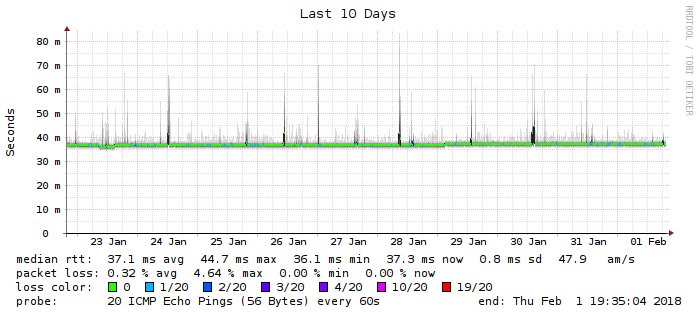 Last 10 Days
RRDTOOL / TOBI OETIKER
Seconds
80 m
70 m
60 m
50 m
40 m
30 m
20 m
10 m
0
23 Jan 24 Jan 25 Jan 26 Jan 27 Jan 28 Jan 29 Jan 30 Jan 31 Jan 01 Feb
median rtt: 37.1 ms avg 44.7 ms max 36.1 ms min 37.3 ms now 0.8 ms sd 47.9 am/s
packet loss: 0.32 % avg 4.64 % max 0.00 % min 0.00 % now
loss color: 0 1/20 2/20 3/20 4/20 10/20 19/20
probe: 20 ICMP Echo Pings (56 Bytes) every 60s end: Thu Feb 1 19:35:04 2018